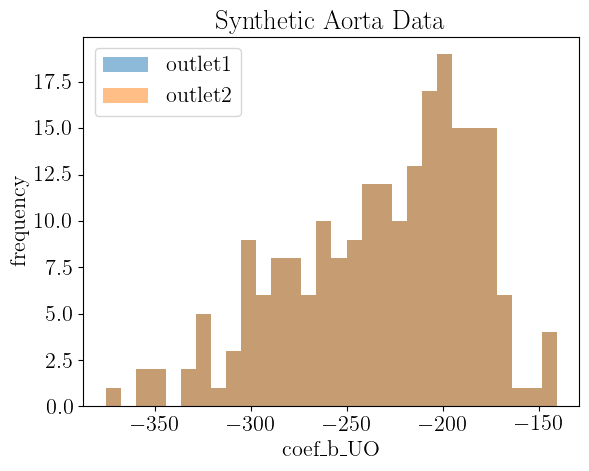 Synthetic Aorta Data
outlet1
outlet2
frequency
17.5
15.0
12.5
10.0
7.5
5.0
2.5
0.0
−350
−300
−250
−200
−150
coef_b_UO